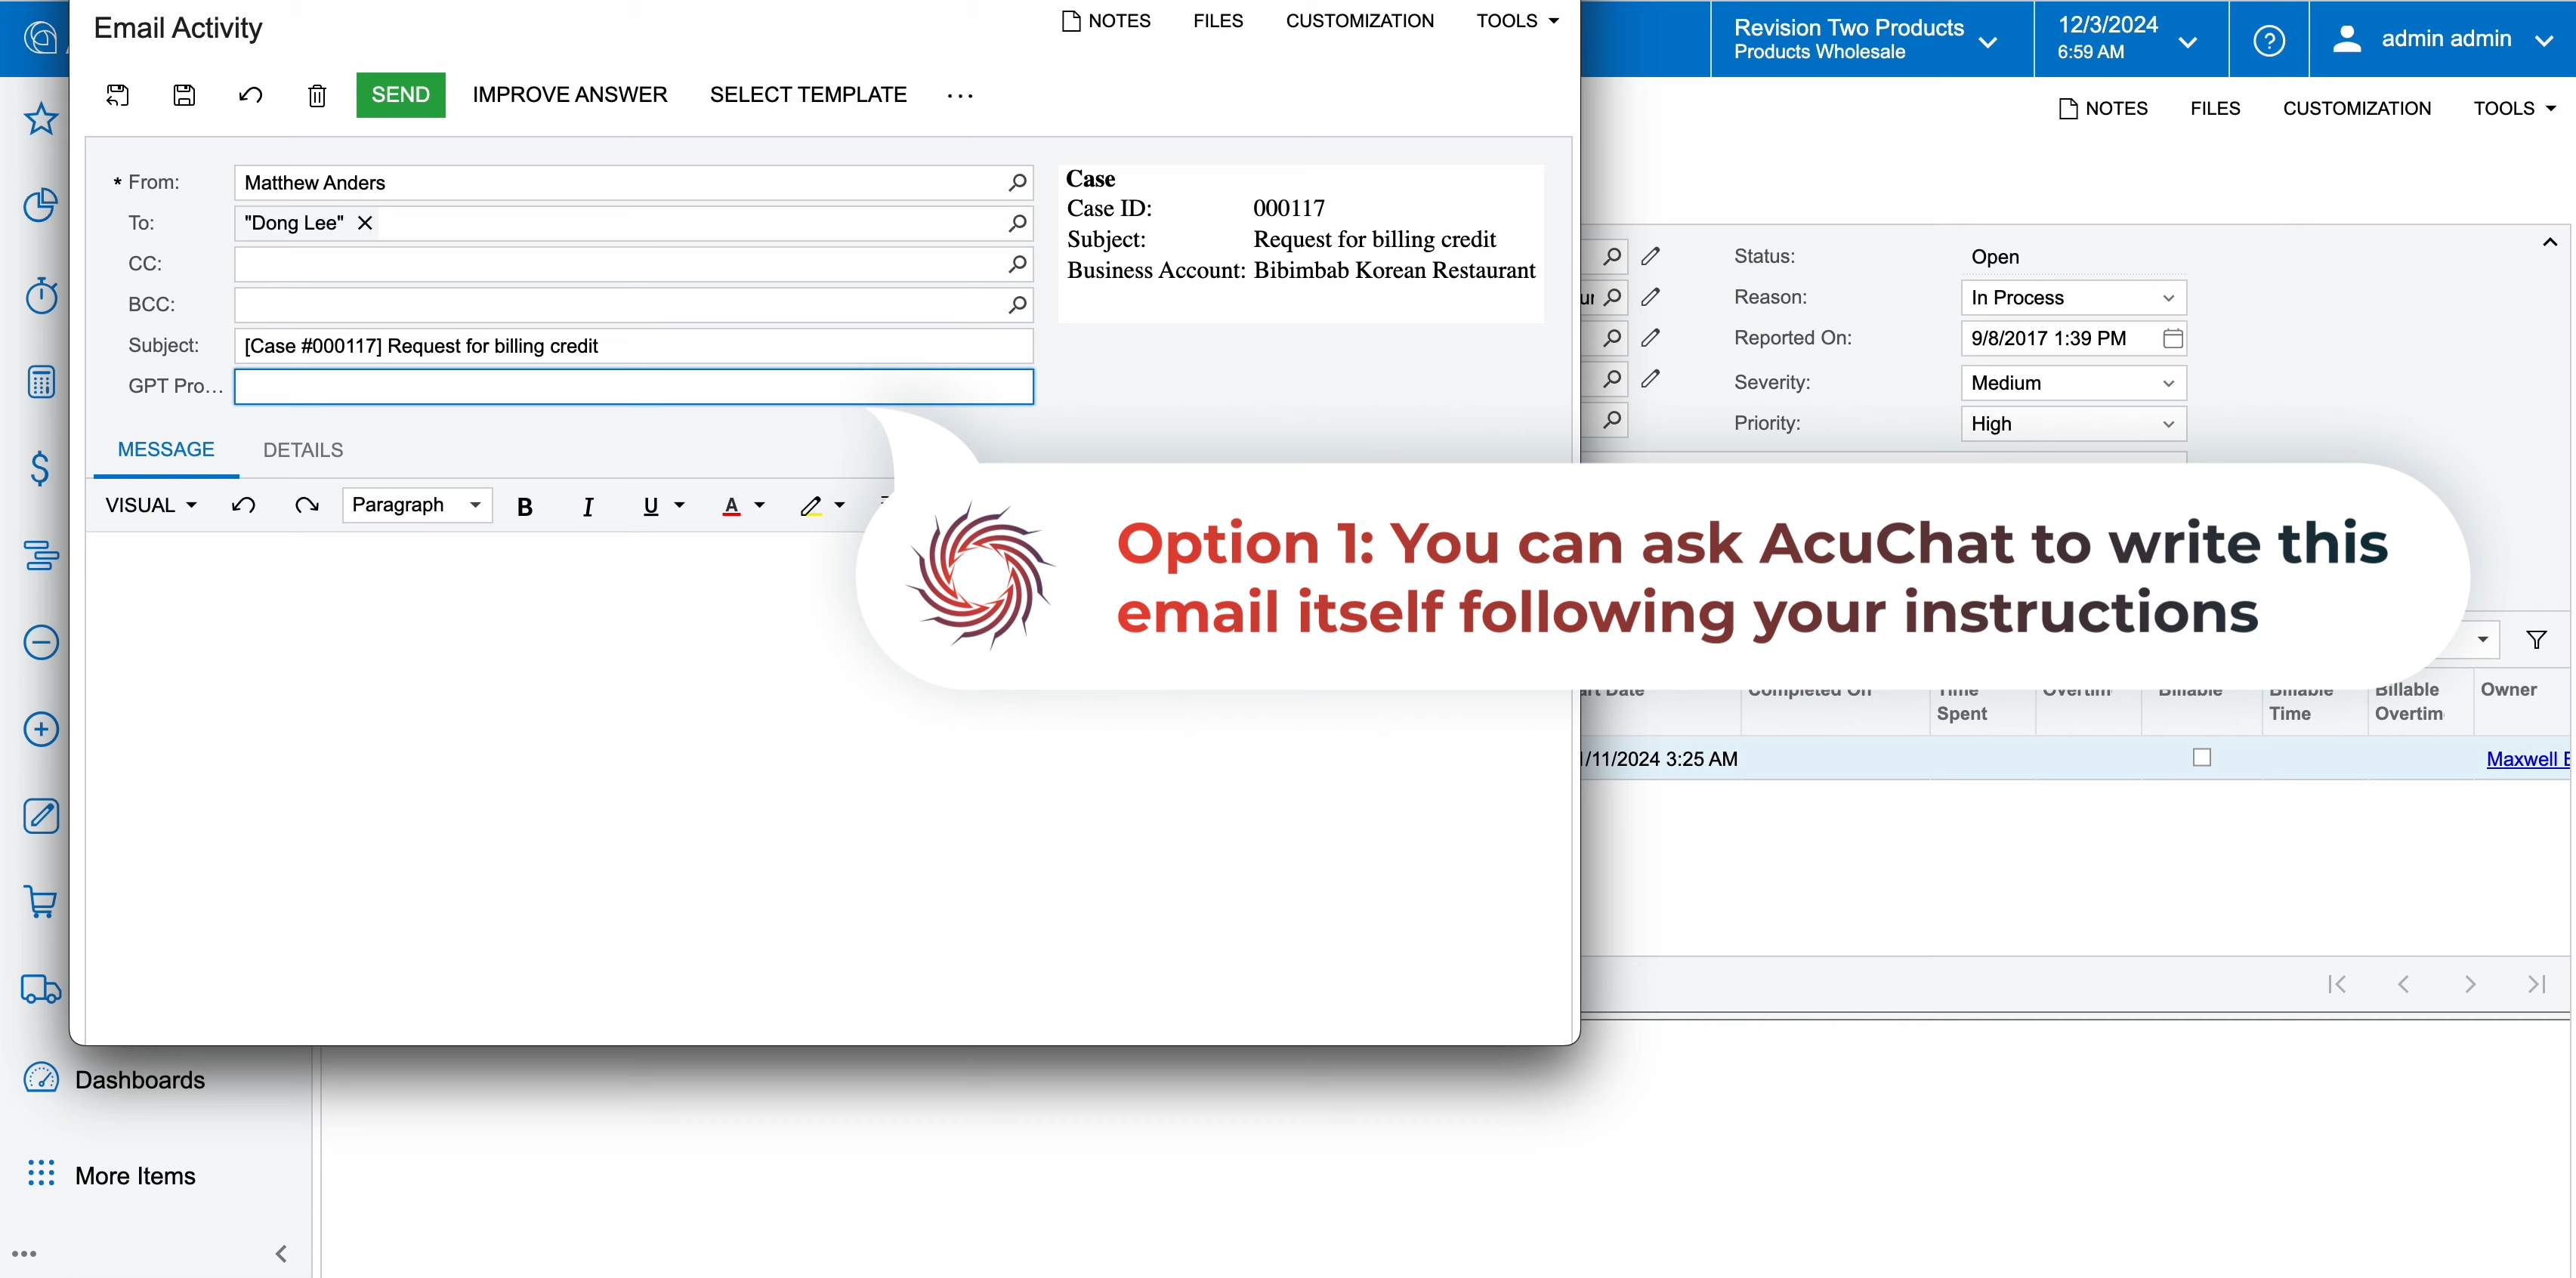 Email Activity
NOTES FILES CUSTOMIZATION TOOLS
SEND IMPROVE ANSWER SELECT TEMPLATE
* From: Matthew Anders
To: "Dong Lee"
CC:
BCC:
Subject: [Case #000117] Request for billing credit
GPT Pro...
Case
Case ID: 000117
Subject: Request for billing credit
Business Account: Bibimbab Korean Restaurant
MESSAGE DETAILS
VISUAL Paragraph B I U A
Revision Two Products
Products Wholesale
12/3/2024
6:59 AM
admin admin
NOTES FILES CUSTOMIZATION TOOLS
Status: Open
Reason: In Process
Reported On: 9/8/2017 1:39 PM
Severity: Medium
Priority: High
Option 1: You can ask AcuChat to write this
email itself following your instructions
Completed On
Time Spent
Billable
Billable Time
Billable
Owner
/11/2024 3:25 AM
Maxwell
Dashboards
More Items